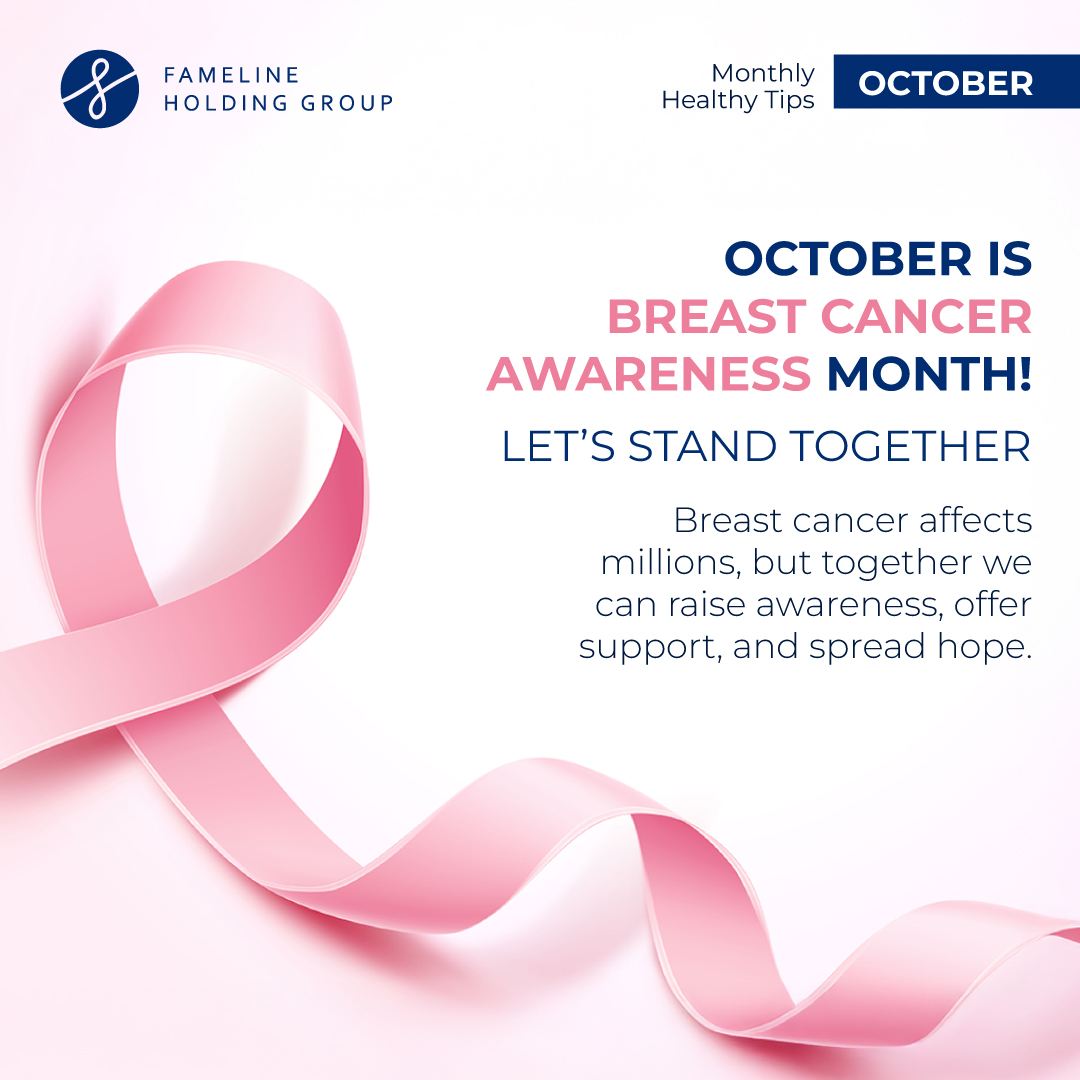 FAMELINE
HOLDING GROUP
Monthly
Healthy Tips
OCTOBER
OCTOBER IS
BREAST CANCER
AWARENESS MONTH!
LET’S STAND TOGETHER
Breast cancer affects
millions, but together we
can raise awareness, offer
support, and spread hope.